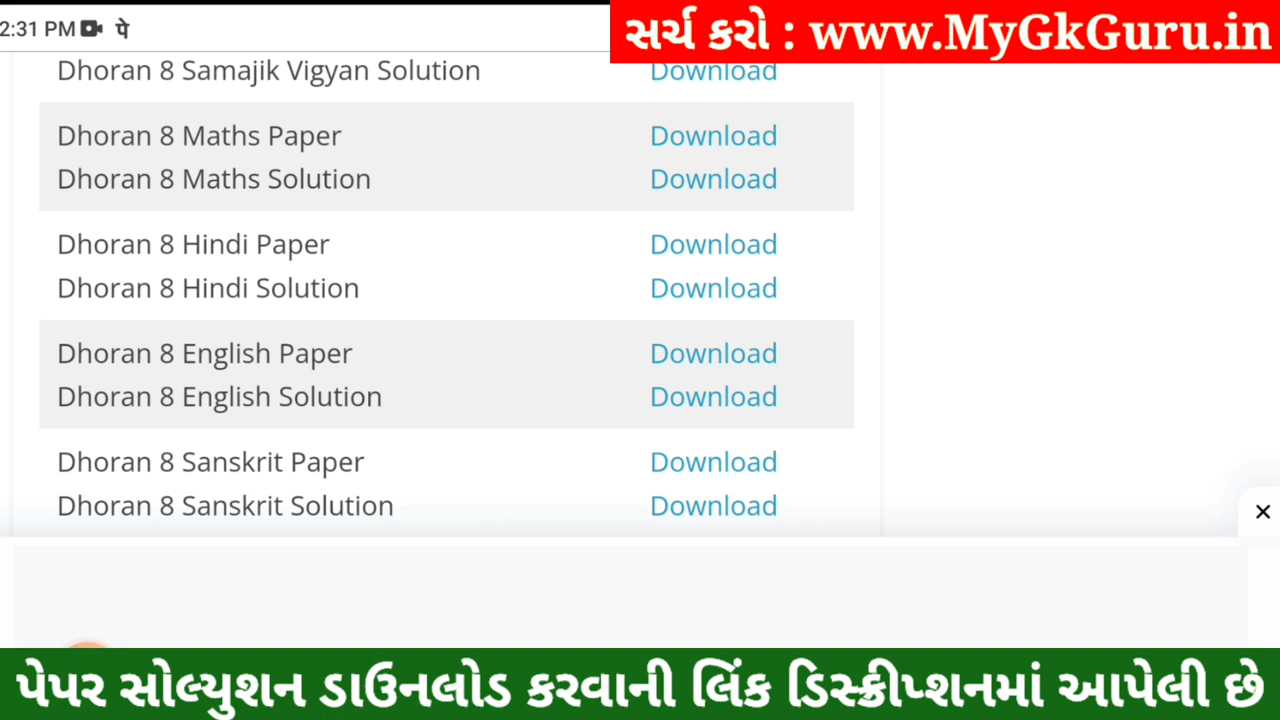 2:31 PM पे
સર્ચ કરો : www.MyGkGuru.in
Dhoran 8 Samajik Vigyan Solution Download
Dhoran 8 Maths Paper Download
Dhoran 8 Maths Solution Download
Dhoran 8 Hindi Paper Download
Dhoran 8 Hindi Solution Download
Dhoran 8 English Paper Download
Dhoran 8 English Solution Download
Dhoran 8 Sanskrit Paper Download
Dhoran 8 Sanskrit Solution Download
પેપર સોલ્યુશન ડાઉનલોડ કરવાની લિંક ડિસ્ક્રીપ્શનમાં આપેલી છે